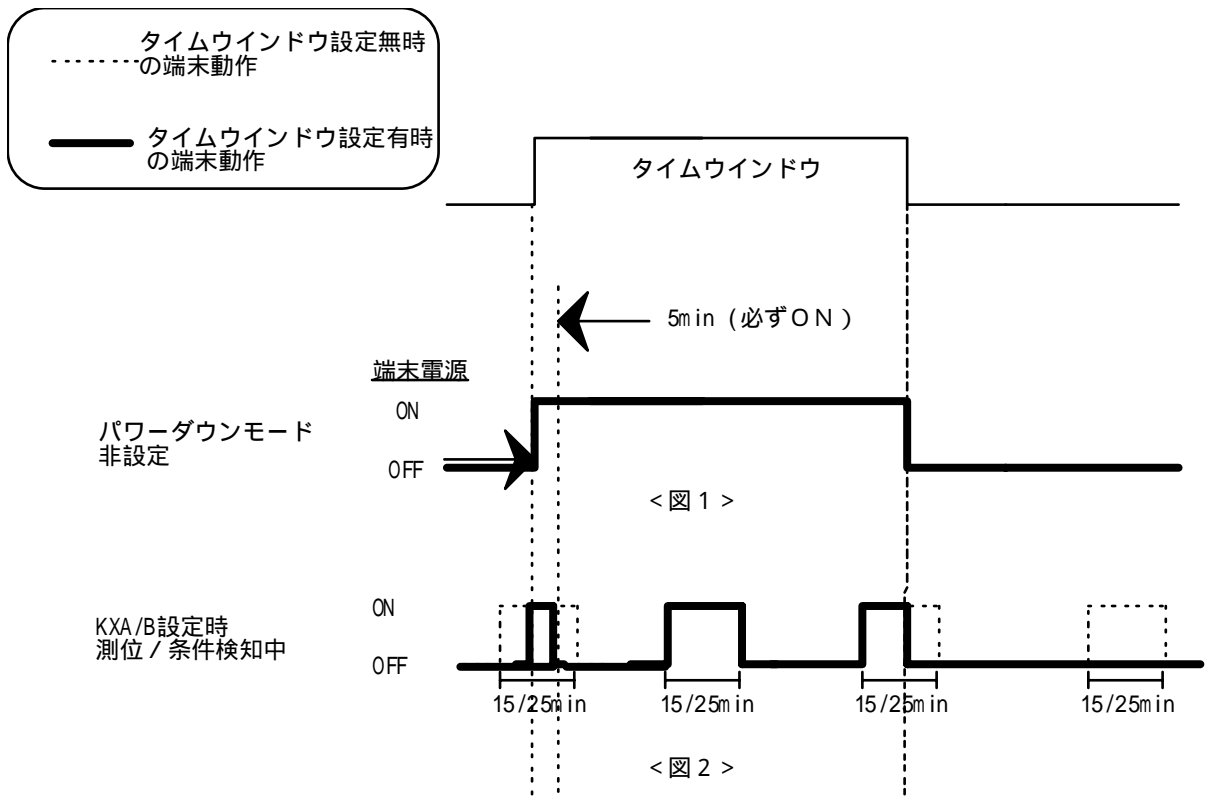 タイムウインドウ設定無時
の端末動作
タイムウインドウ設定有時
の端末動作
タイムウインドウ
5min (必ずＯＮ)
端末電源
ON
パワーダウンモード
非設定
OFF
<図1>
ON
KXA/B設定時
測位/条件検知中
OFF
15/25min
15/25min
15/25min
15/25min
<図2>